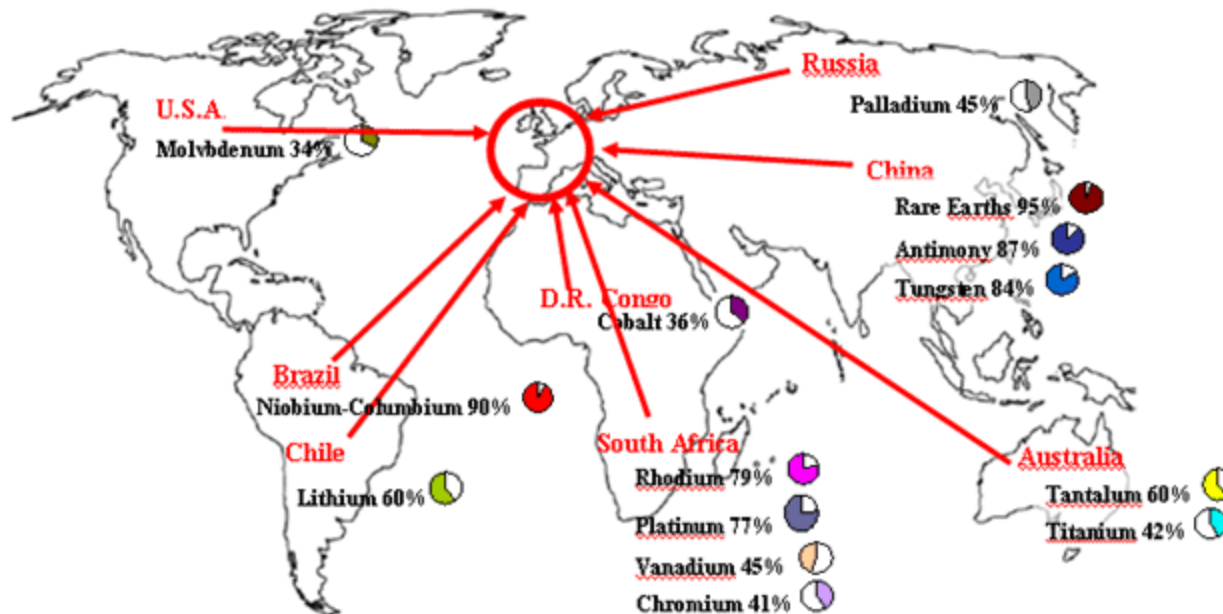 Russia
Palladium 45%
U.S.A.
Molvbdenum 34%
China
Rare Earths 95%
Antimony 87%
Tungsten 84%
D.R. Congo
Cobalt 36%
Brazil
Niobium-Columbium 90%
Chile
Lithium 60%
South Africa
Rhodium 79%
Platinum 77%
Vanadium 45%
Chromium 41%
Australia
Tantalum 60%
Titanium 42%